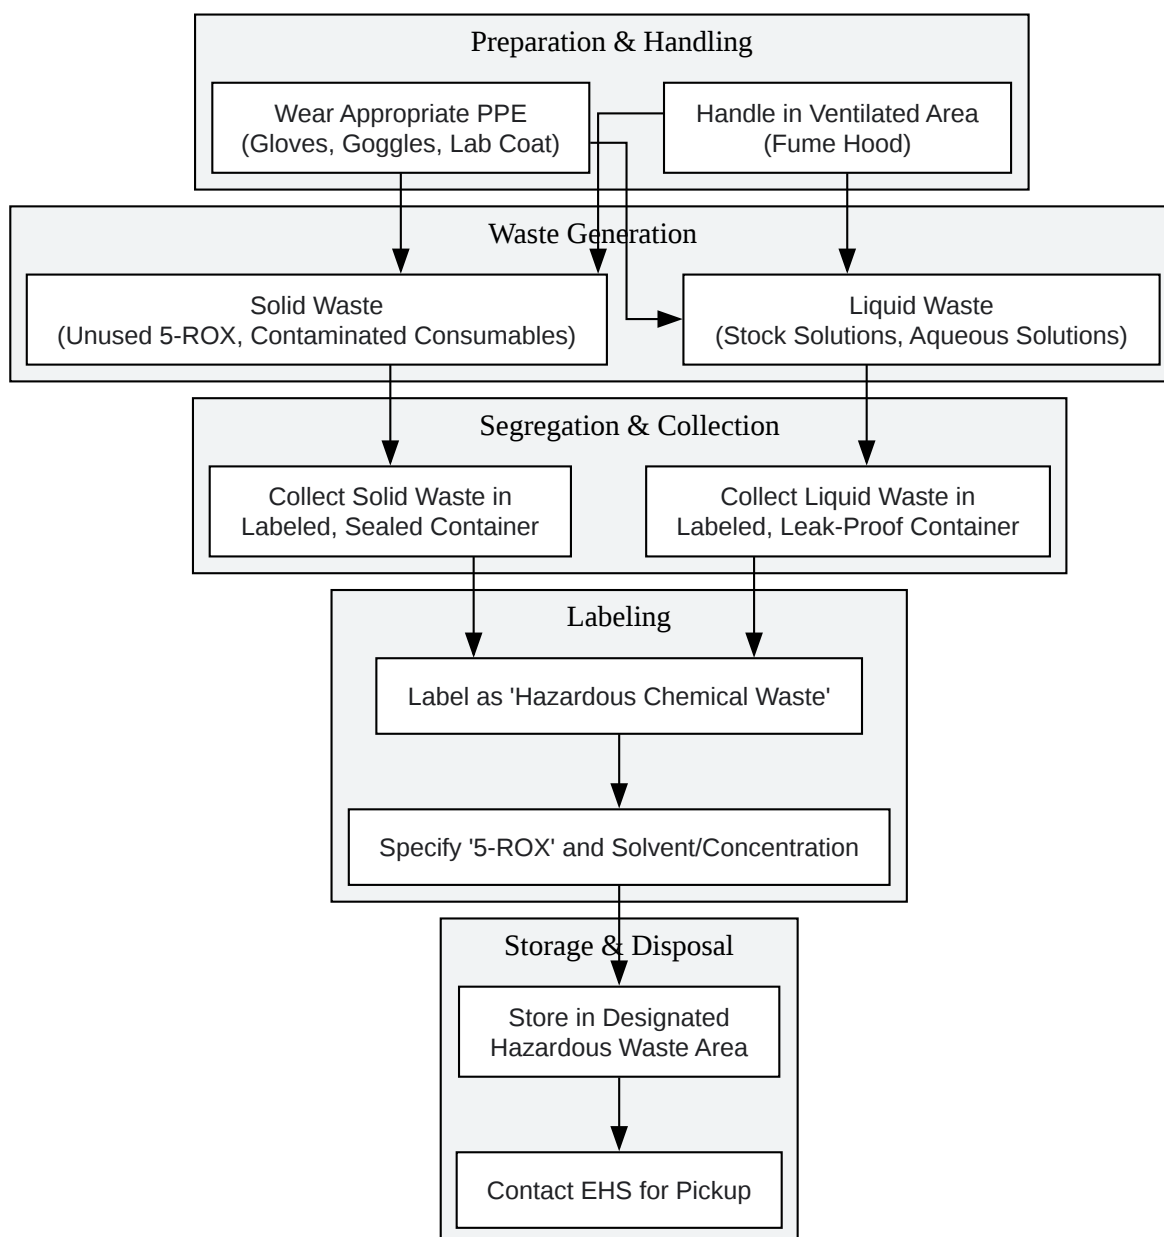 Preparation & Handling
Wear Appropriate PPE
(Gloves, Goggles, Lab Coat)
Handle in Ventilated Area
(Fume Hood)
Waste Generation
Solid Waste
(Unused 5-ROX, Contaminated Consumables)
Liquid Waste
(Stock Solutions, Aqueous Solutions)
Segregation & Collection
Collect Solid Waste in
Labeled, Sealed Container
Collect Liquid Waste in
Labeled, Leak-Proof Container
Labeling
Label as 'Hazardous Chemical Waste'
Specify '5-ROX' and Solvent/Concentration
Storage & Disposal
Store in Designated
Hazardous Waste Area
Contact EHS for Pickup